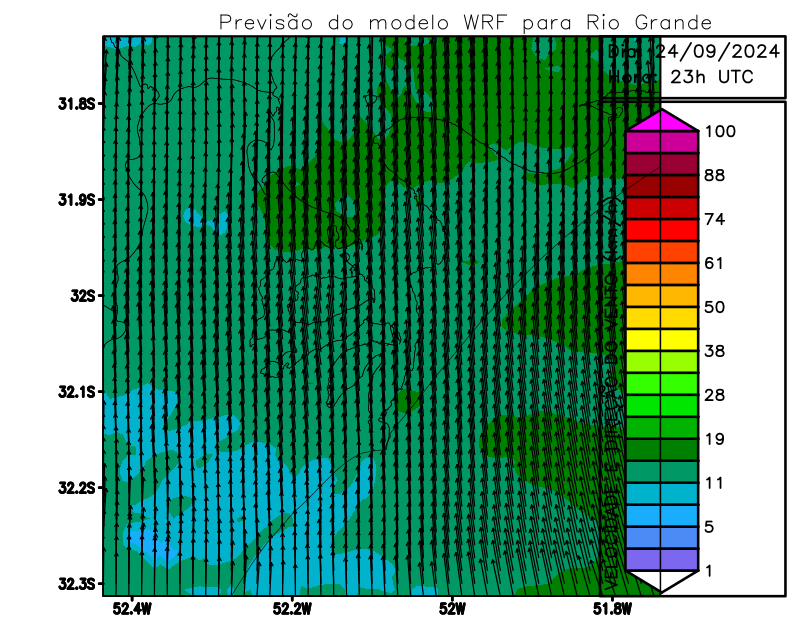 Previsão do modelo WRF para Rio Grande
Dia: 24/09/2024
Hora: 23h UTC
31.8S
31.9S
32S
32.1S
32.2S
32.3S
52.4W
52.2W
52W
51.8W
VELOCIDADE E DIREÇÃO DO VENTO (km/h)
100
88
74
61
50
38
28
19
11
5
1